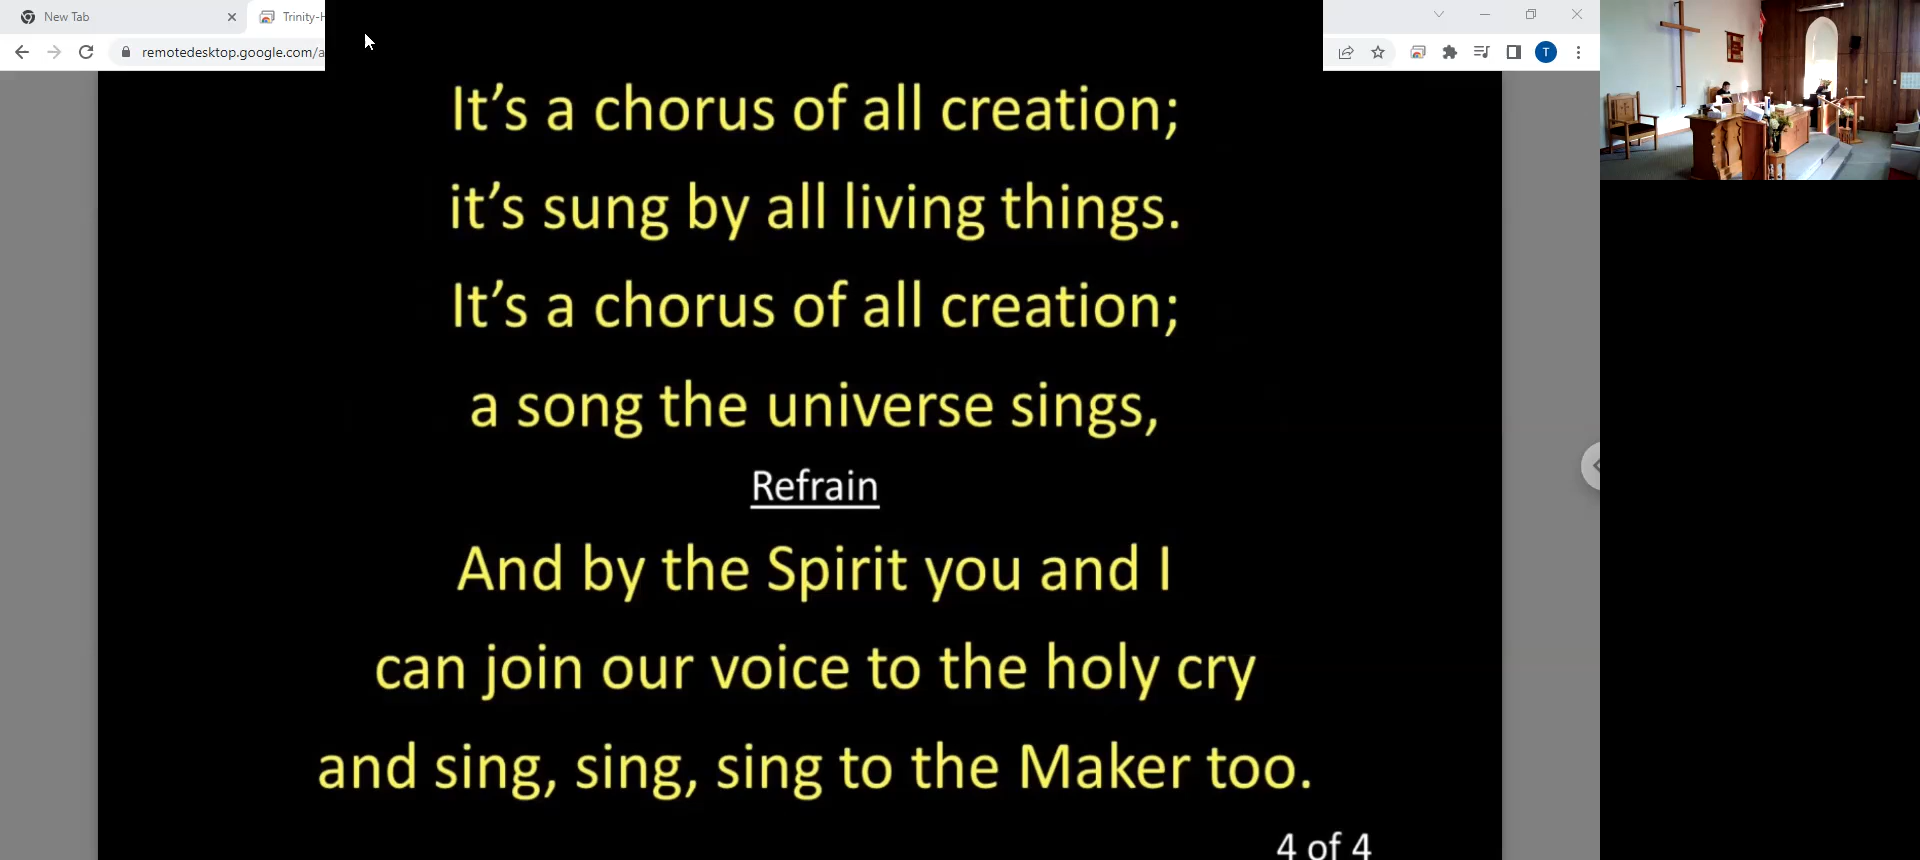 New Tab
Trinity-H
remotedesktop.google.com/a
T
It's a chorus of all creation;
it's sung by all living things.
It's a chorus of all creation;
a song the universe sings,
Refrain
And by the Spirit you and I
can join our voice to the holy cry
and sing, sing, sing to the Maker too.
4 of 4